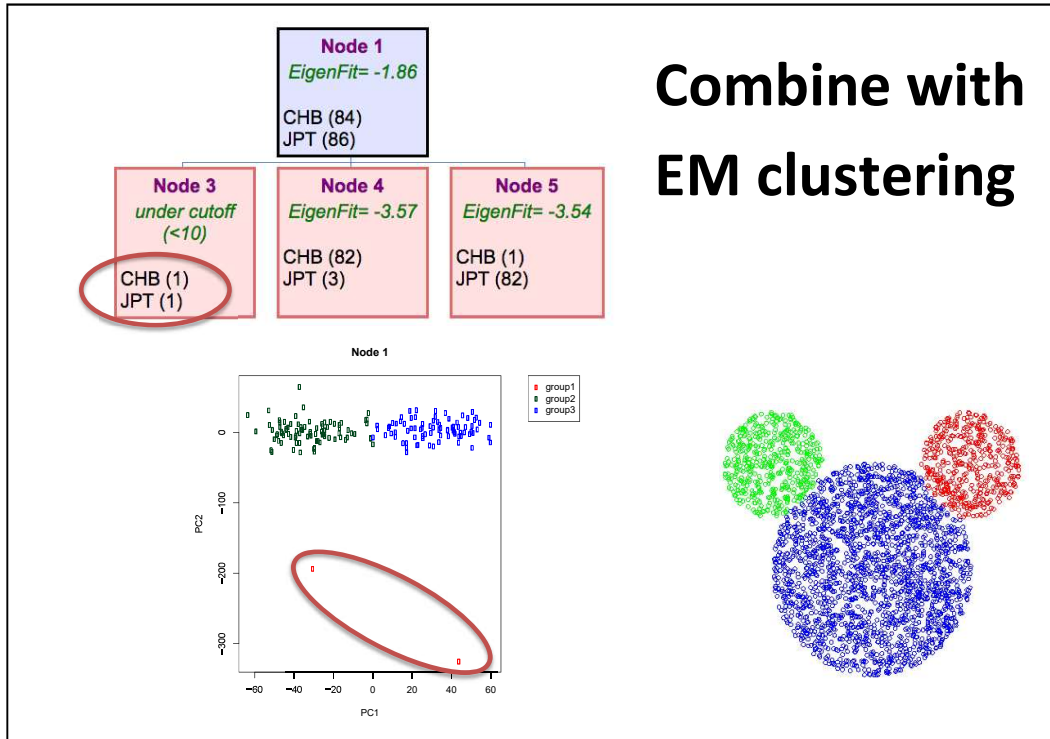 Node 1
EigenFit= -1.86
CHB (84)
JPT (86)
Combine with
EM clustering
Node 3
under cutoff
(<10)
CHB (1)
JPT (1)
Node 4
EigenFit= -3.57
CHB (82)
JPT (3)
Node 5
EigenFit= -3.54
CHB (1)
JPT (82)
Node 1
group1
group2
group3
PC2
0
−100
−200
−300
−60 −40 −20 0 20 40 60
PC1